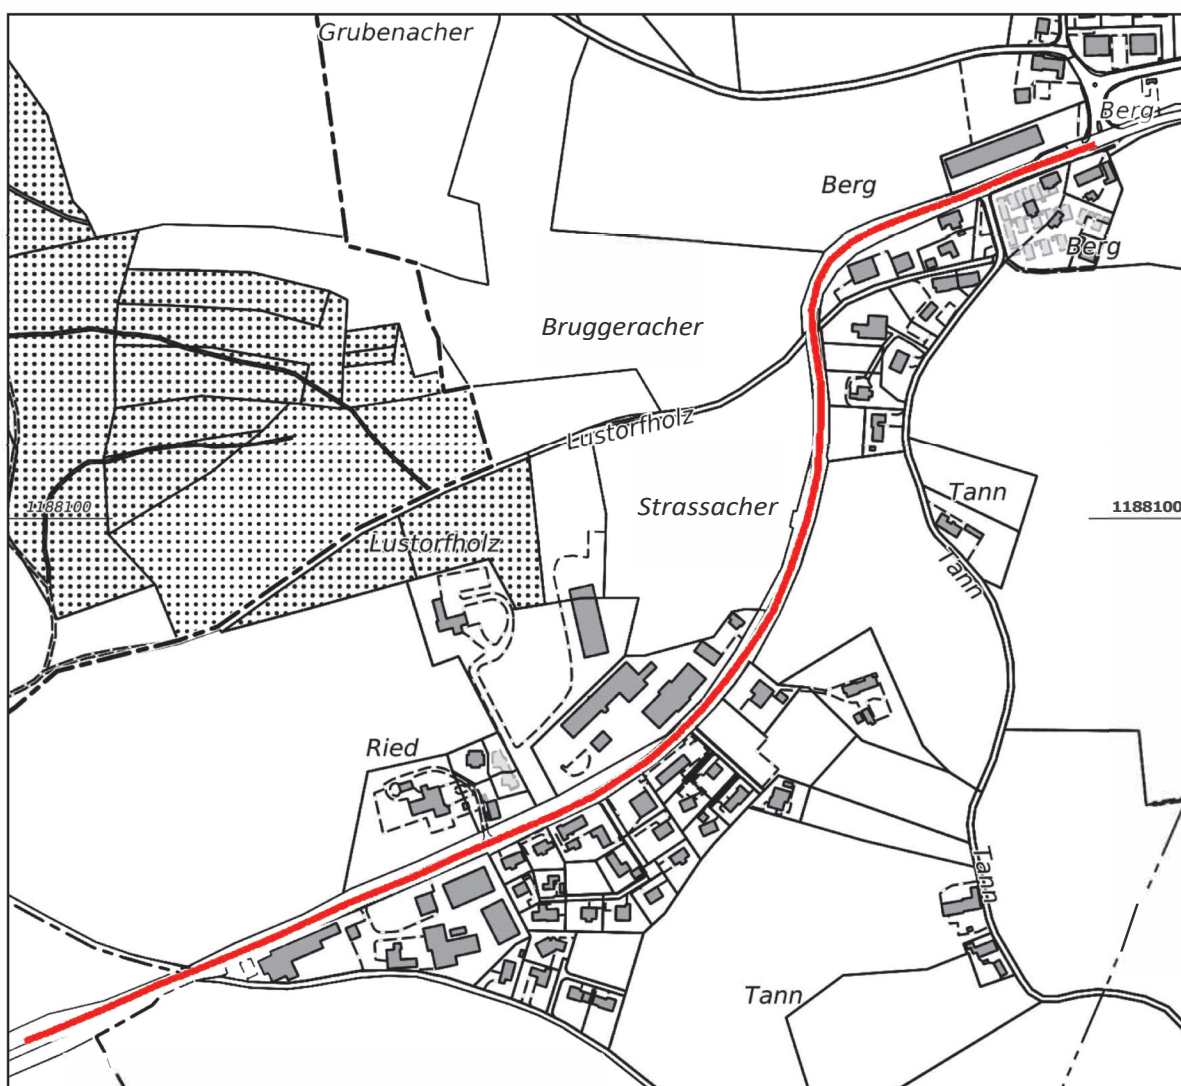 Grubenacher
Berg
Berg
Berg
Bruggeracher
Lustorfholz
Tann
Strassacher
1188100
1188100
Lustorfholz
Tann
Ried
Tann
Tann